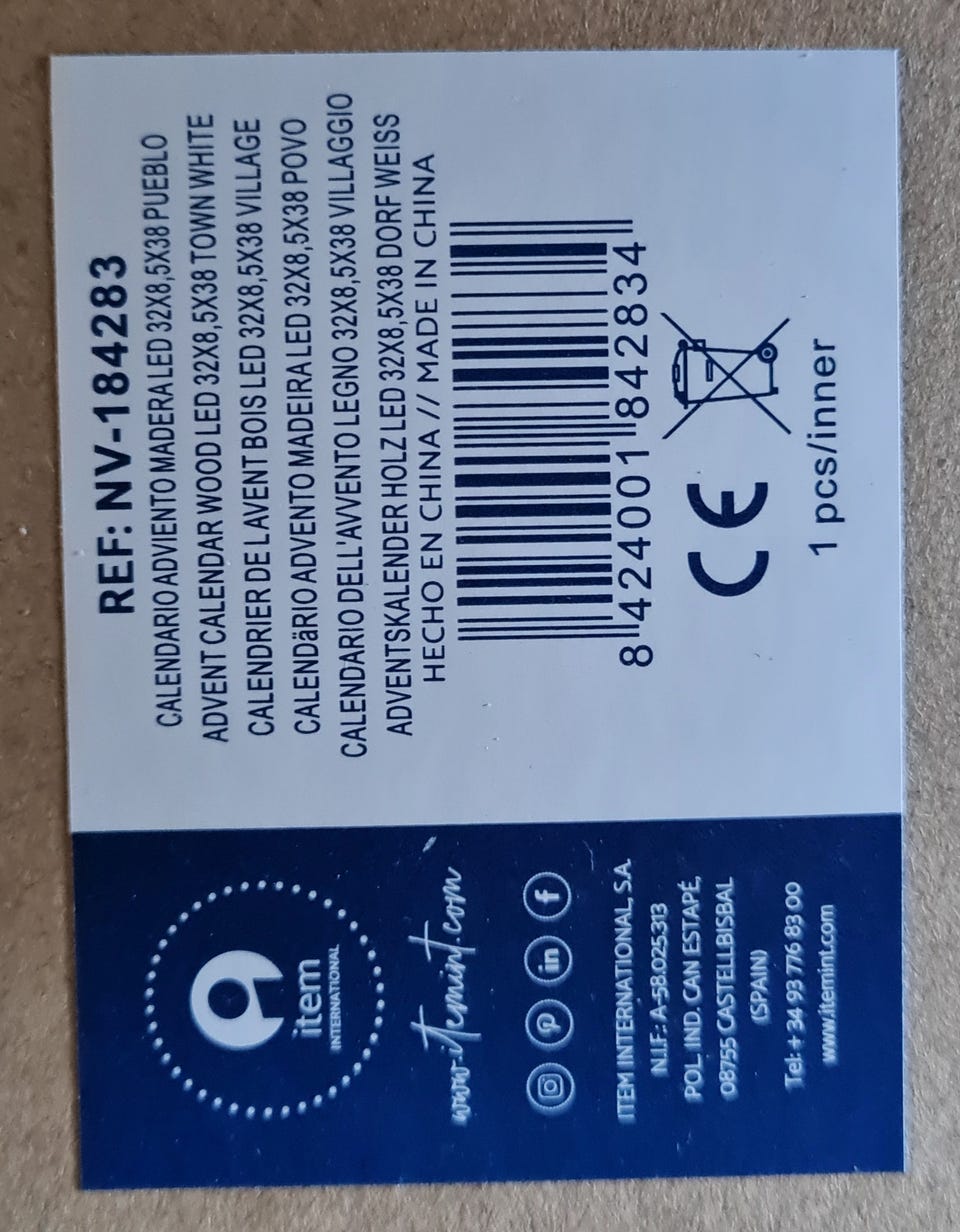 item
INTERNATIONAL
www.itemint.com
ITEM INTERNATIONAL, S.A.
N.I.F.: A-58.025.313
POL. IND. CAN ESTAPÉ,
08755 CASTELLBISBAL
(SPAIN)
Tel: +34 93 776 83 00
www.itemint.com
REF: NV-184283
CALENDARIO ADVIENTO MADERA LED 32X8,5X38 PUEBLO
ADVENT CALENDAR WOOD LED 32X8,5X38 TOWN WHITE
CALENDRIER DE LAVENT BOIS LED 32X8,5X38 VILLAGE
CALENDäRIO ADVENTO MADEIRA LED 32X8,5X38 POVO
CALENDARIO DELL'AVVENTO LEGNO 32X8,5X38 VILLAGGIO
ADVENTSKALENDER HOLZ LED 32X8,5X38 DORF WEISS
HECHO EN CHINA // MADE IN CHINA
8 424001 842834
CE
1 pcs/inner